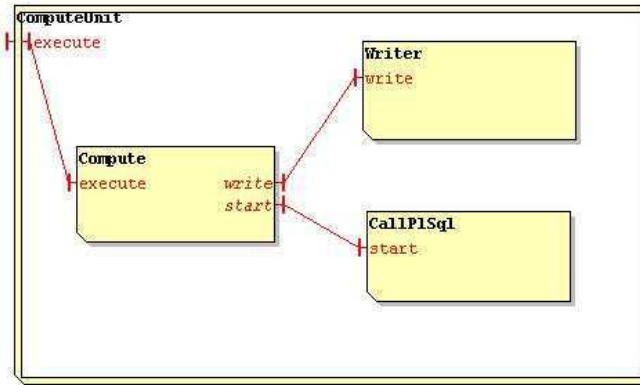 ComputeUnit
execute
Writer
write
Compute
execute
write
start
CallPlSql
start